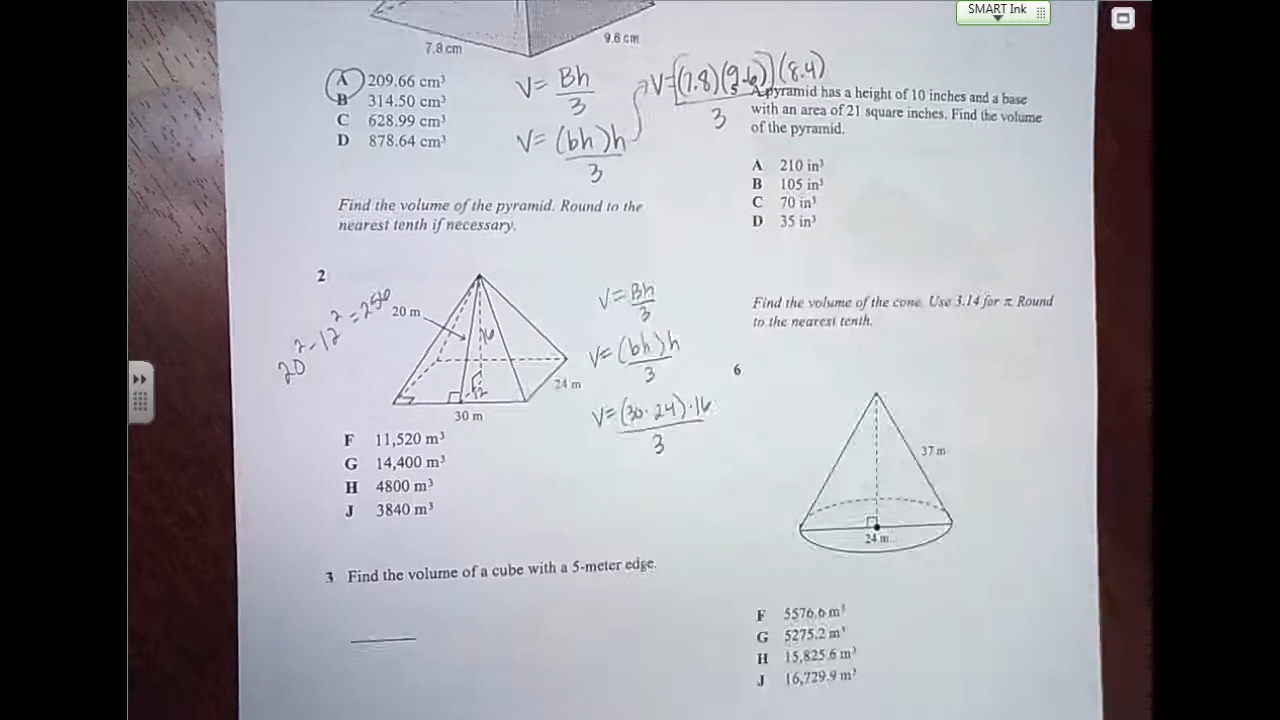 SMART Ink
7.8 cm
9.6 cm
A 209.66 cm³
B 314.50 cm³
C 628.99 cm³
D 878.64 cm³
V = Bh/3
V = (bh)h/3
V = [(7.8)(9.6)](8.4)/3
Find the volume of the pyramid. Round to the
nearest tenth if necessary.
2
20² - 12² = 256
20 m
16
12
24 m
30 m
V = Bh/3
V = (bh)h/3
V = (30·24)·16/3
F 11,520 m³
G 14,400 m³
H 4800 m³
J 3840 m³
3 Find the volume of a cube with a 5-meter edge.
5
A pyramid has a height of 10 inches and a base
with an area of 21 square inches. Find the volume
of the pyramid.
A 210 in³
B 105 in³
C 70 in³
D 35 in³
Find the volume of the cone. Use 3.14 for π. Round
to the nearest tenth.
6
37 m
24 m
F 5576.6 m³
G 5275.2 m³
H 15,825.6 m³
J 16,729.9 m³